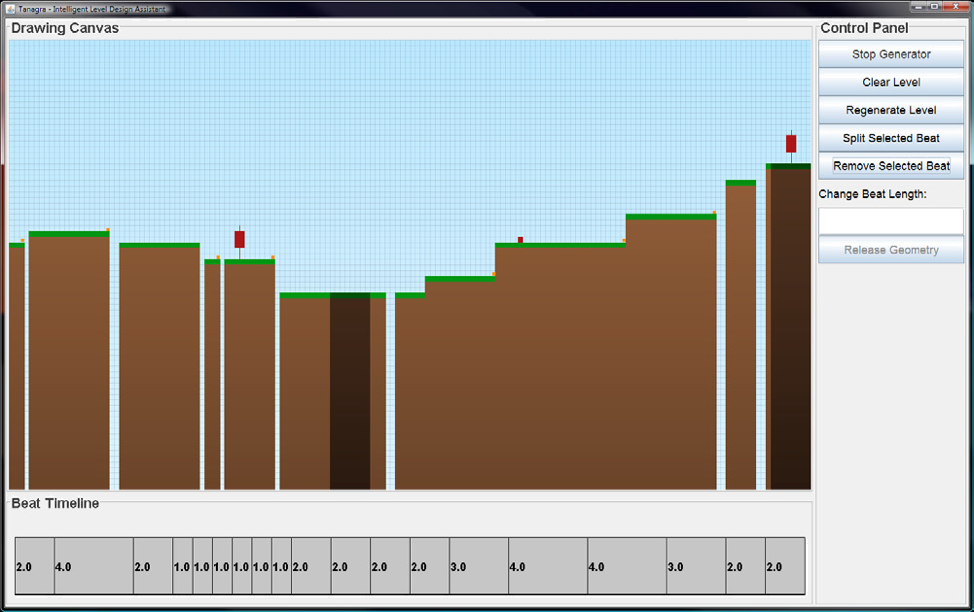 Tanagra - Intelligent Level Design Assistant
Drawing Canvas
Control Panel
Stop Generator
Clear Level
Regenerate Level
Split Selected Beat
Remove Selected Beat
Change Beat Length:
Release Geometry
Beat Timeline
2.0 4.0 2.0 1.0 1.0 1.0 1.0 1.0 1.0 2.0 2.0 2.0 2.0 3.0 4.0 4.0 3.0 2.0 2.0